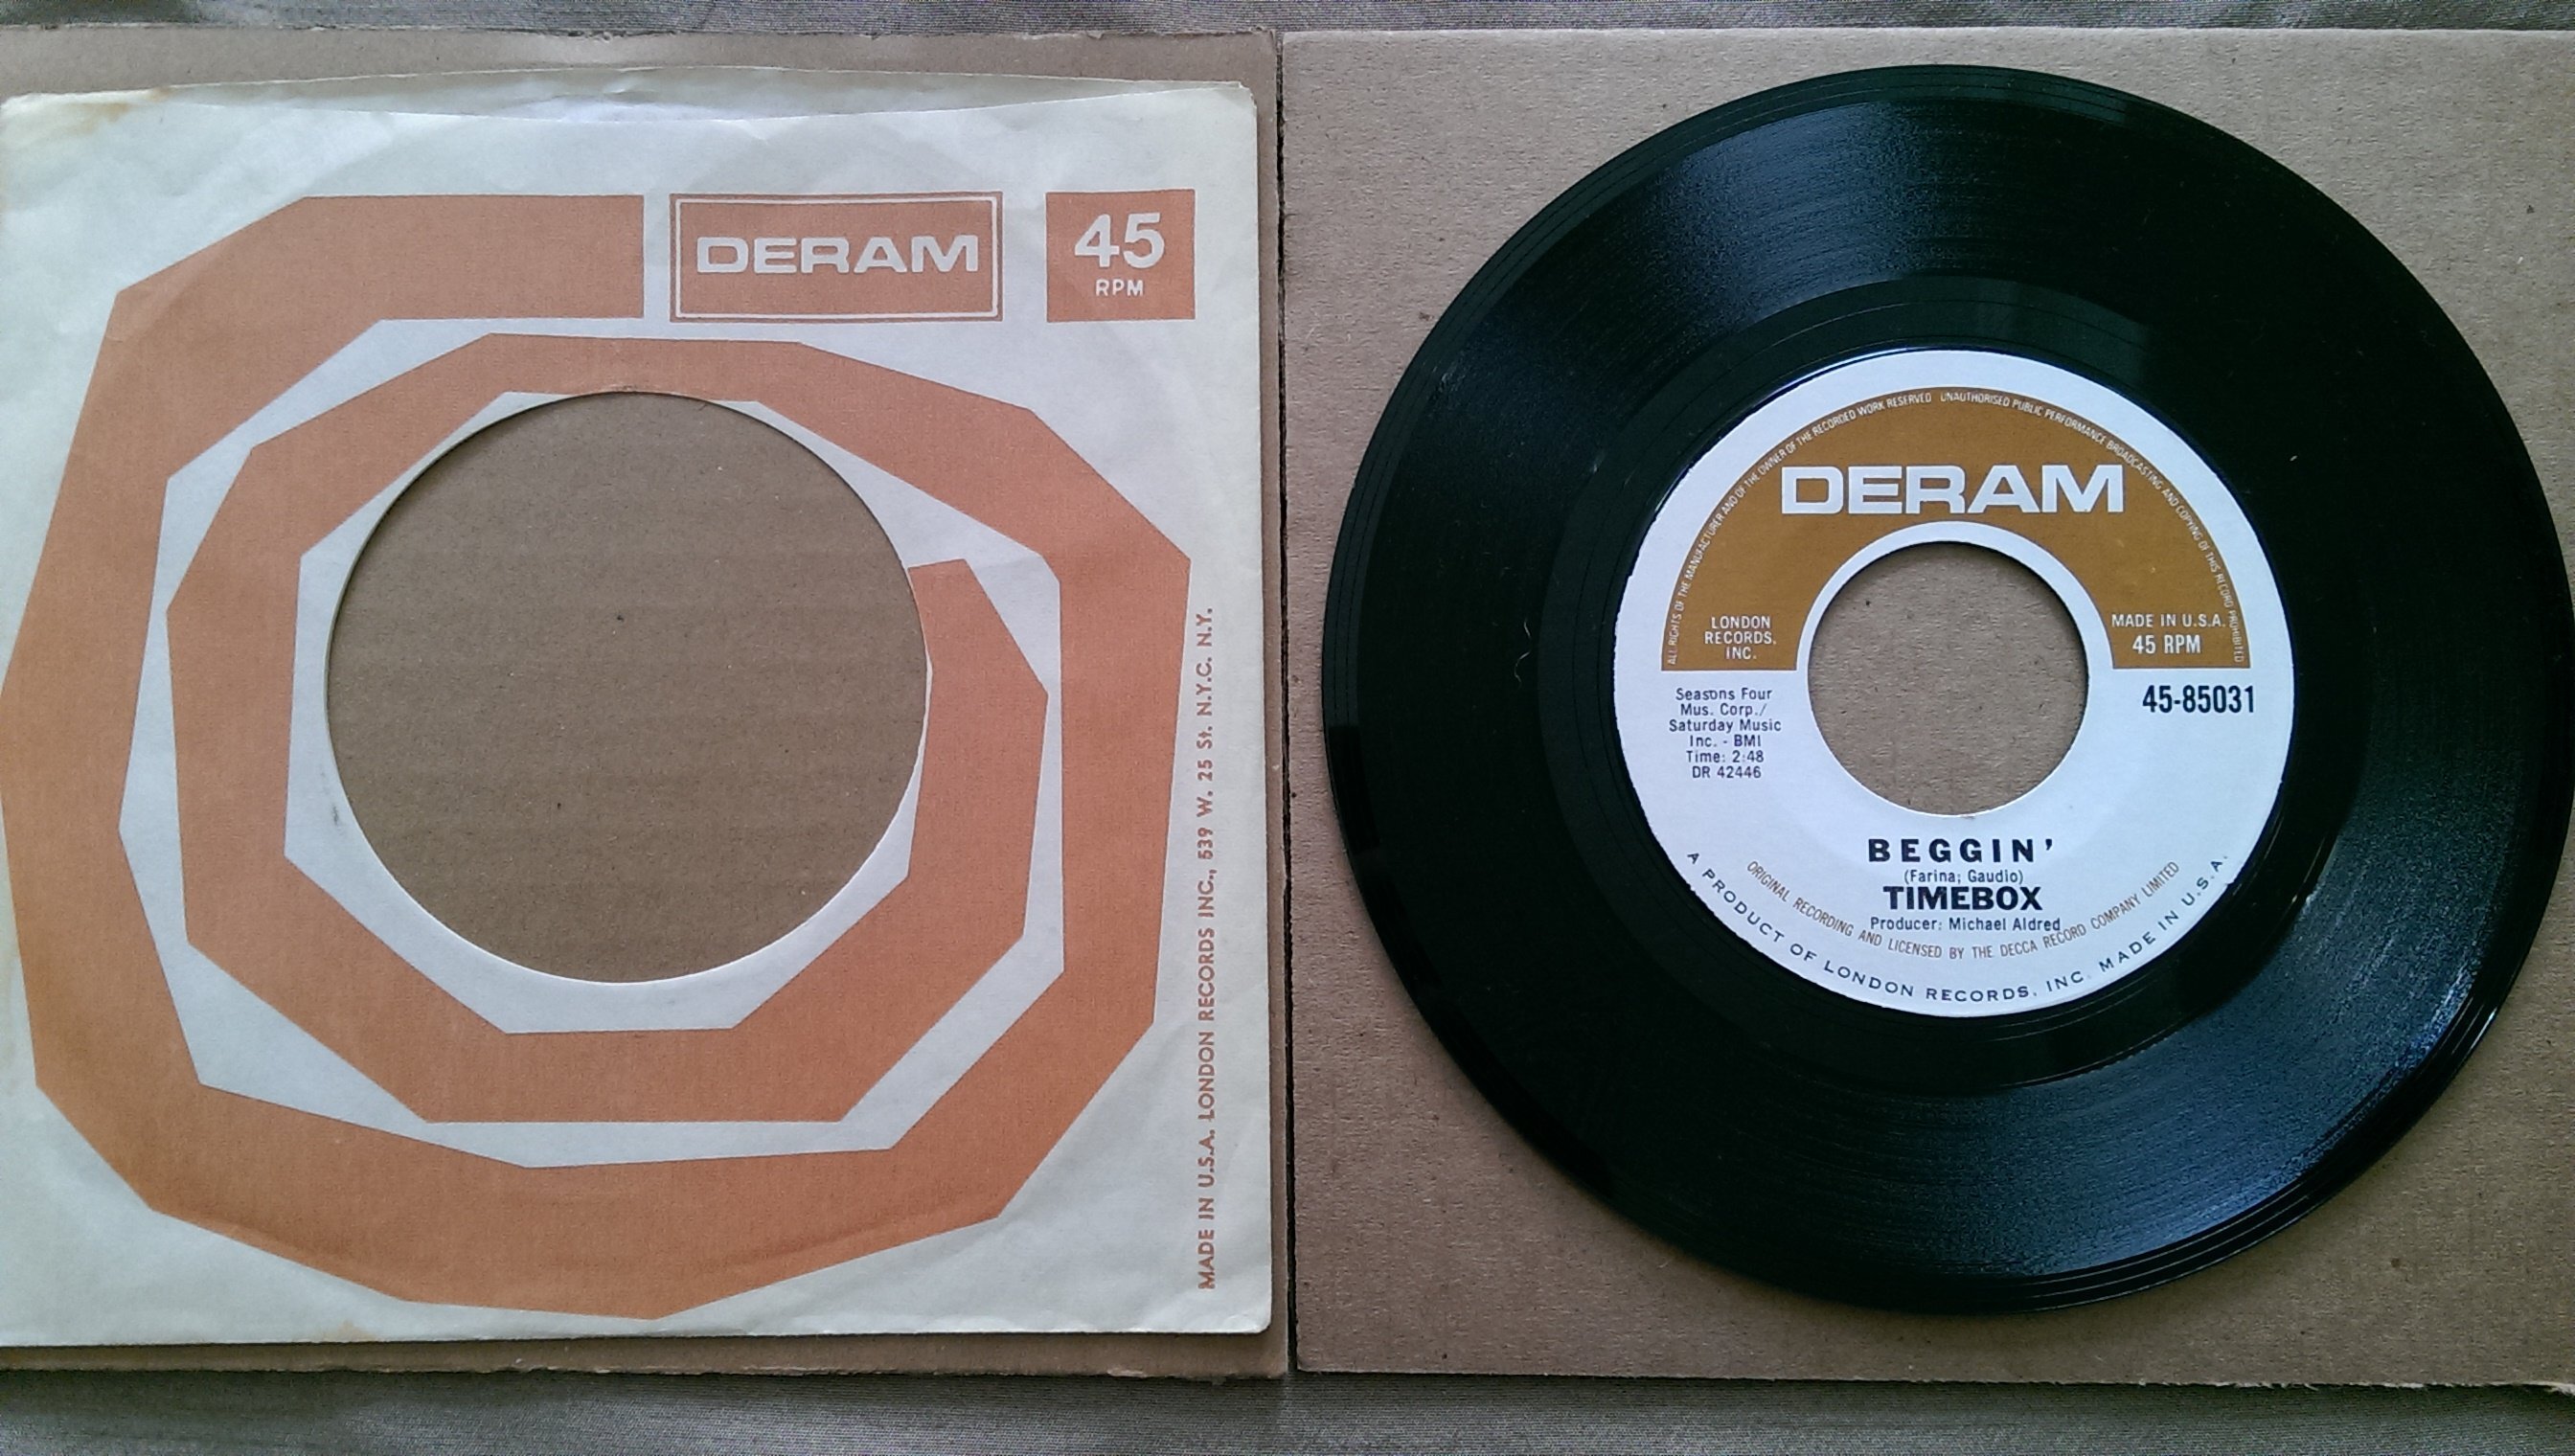 DERAM
45
RPM
MADE IN U.S.A. LONDON RECORDS INC., 539 W. 25 St. N.Y.C. N.Y.
ALL RIGHTS OF THE MANUFACTURER AND OF THE OWNER OF THE RECORDED WORK RESERVED UNAUTHORISED PUBLIC PERFORMANCE BROADCASTING AND COPYING OF THIS RECORD PROHIBITED
DERAM
LONDON
RECORDS,
INC.
MADE IN U.S.A.
45 RPM
Seasons Four
Mus. Corp./
Saturday Music
Inc. - BMI
Time: 2:48
DR 42446
45-85031
BEGGIN'
(Farina; Gaudio)
TIMEBOX
Producer: Michael Aldred
ORIGINAL RECORDING AND LICENSED BY THE DECCA RECORD COMPANY LIMITED
A PRODUCT OF LONDON RECORDS, INC. MADE IN U.S.A.